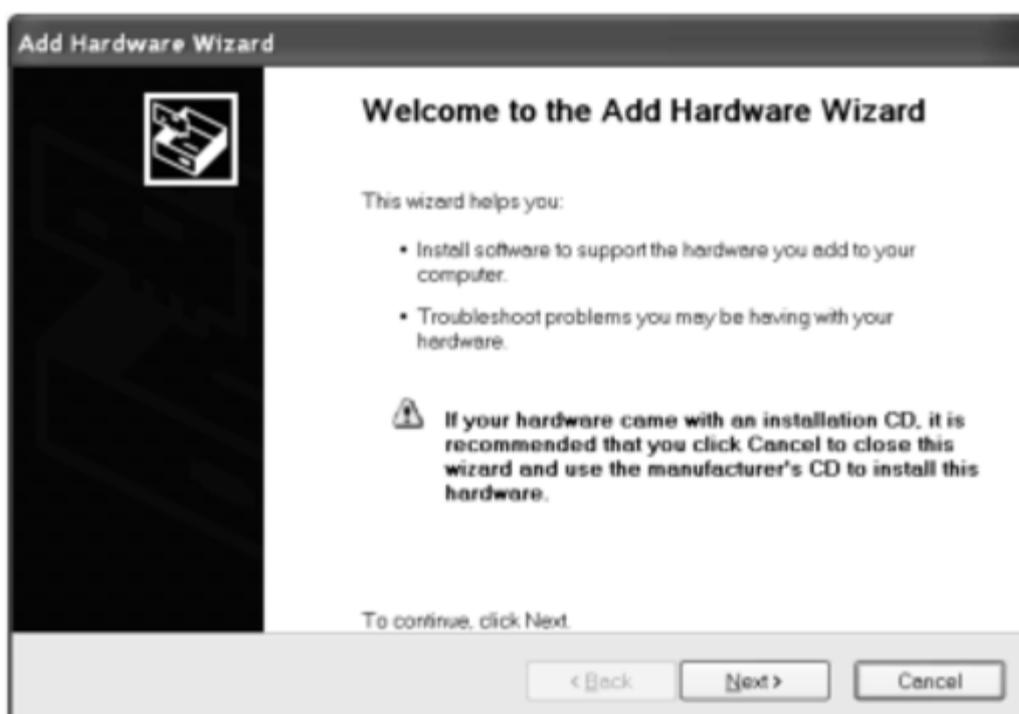 Add Hardware Wizard
Welcome to the Add Hardware Wizard
This wizard helps you:
• Install software to support the hardware you add to your
computer.
• Troubleshoot problems you may be having with your
hardware.
If your hardware came with an installation CD, it is
recommended that you click Cancel to close this
wizard and use the manufacturer's CD to install this
hardware.
To continue, click Next.
< Back Next > Cancel